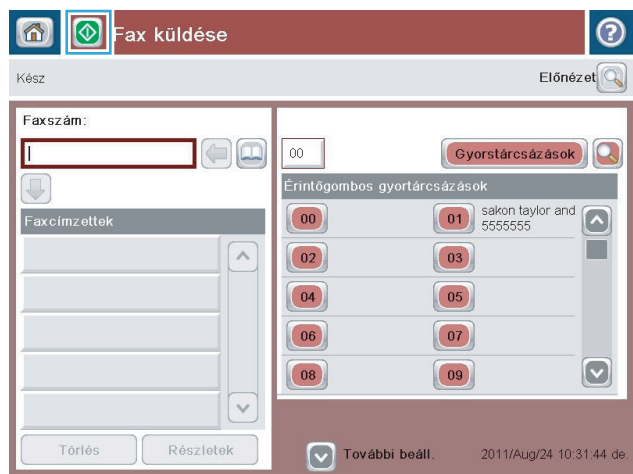 Fax küldése
Kész
Előnézet
Faxszám:
00
Gyorstárcsázások
Érintőgombos gyortárcsázások
Faxcímzettek
00
01
sakon taylor and
5555555
02
03
04
05
06
07
08
09
Törlés
Részletek
További beáll.
2011/Aug/24 10:31:44 de.